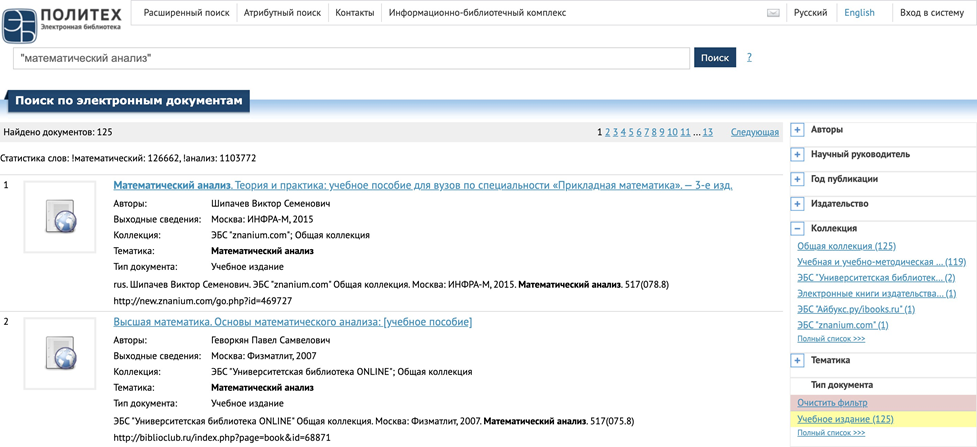 ПОЛИТЕХ
Электронная библиотека
Расширенный поиск Атрибутный поиск Контакты Информационно-библиотечный комплекс Русский English Вход в систему
"математический анализ" Поиск ?
Поиск по электронным документам
Найдено документов: 125 1 2 3 4 5 6 7 8 9 10 11 ... 13 Следующая
Статистика слов: !математический: 126662, !анализ: 1103772
1 Математический анализ. Теория и практика: учебное пособие для вузов по специальности «Прикладная математика». — 3-е изд.
Авторы: Шипачев Виктор Семенович
Выходные сведения: Москва: ИНФРА-М, 2015
Коллекция: ЭБС "znanium.com"; Общая коллекция
Тематика: Математический анализ
Тип документа: Учебное издание
rus. Шипачев Виктор Семенович. ЭБС "znanium.com" Общая коллекция. Москва: ИНФРА-М, 2015. Математический анализ. 517(078.8)
http://new.znanium.com/go.php?id=469727
2 Высшая математика. Основы математического анализа: [учебное пособие]
Авторы: Геворкян Павел Самвелович
Выходные сведения: Москва: Физматлит, 2007
Коллекция: ЭБС "Университетская библиотека ONLINE"; Общая коллекция
Тематика: Математический анализ
Тип документа: Учебное издание
ЭБС "Университетская библиотека ONLINE" Общая коллекция. Москва: Физматлит, 2007. Математический анализ. 517(075.8)
http://biblioclub.ru/index.php?page=book&id=68871
Авторы
Научный руководитель
Год публикации
Издательство
Коллекция
Общая коллекция (125)
Учебная и учебно-методическая ... (119)
ЭБС "Университетская библиотек... (2)
Электронные книги издательства... (1)
ЭБС "Айбукс.ру/ibooks.ru" (1)
ЭБС "znanium.com" (1)
Полный список >>>
Тематика
Тип документа
Очистить фильтр
Учебное издание (125)
Полный список >>>